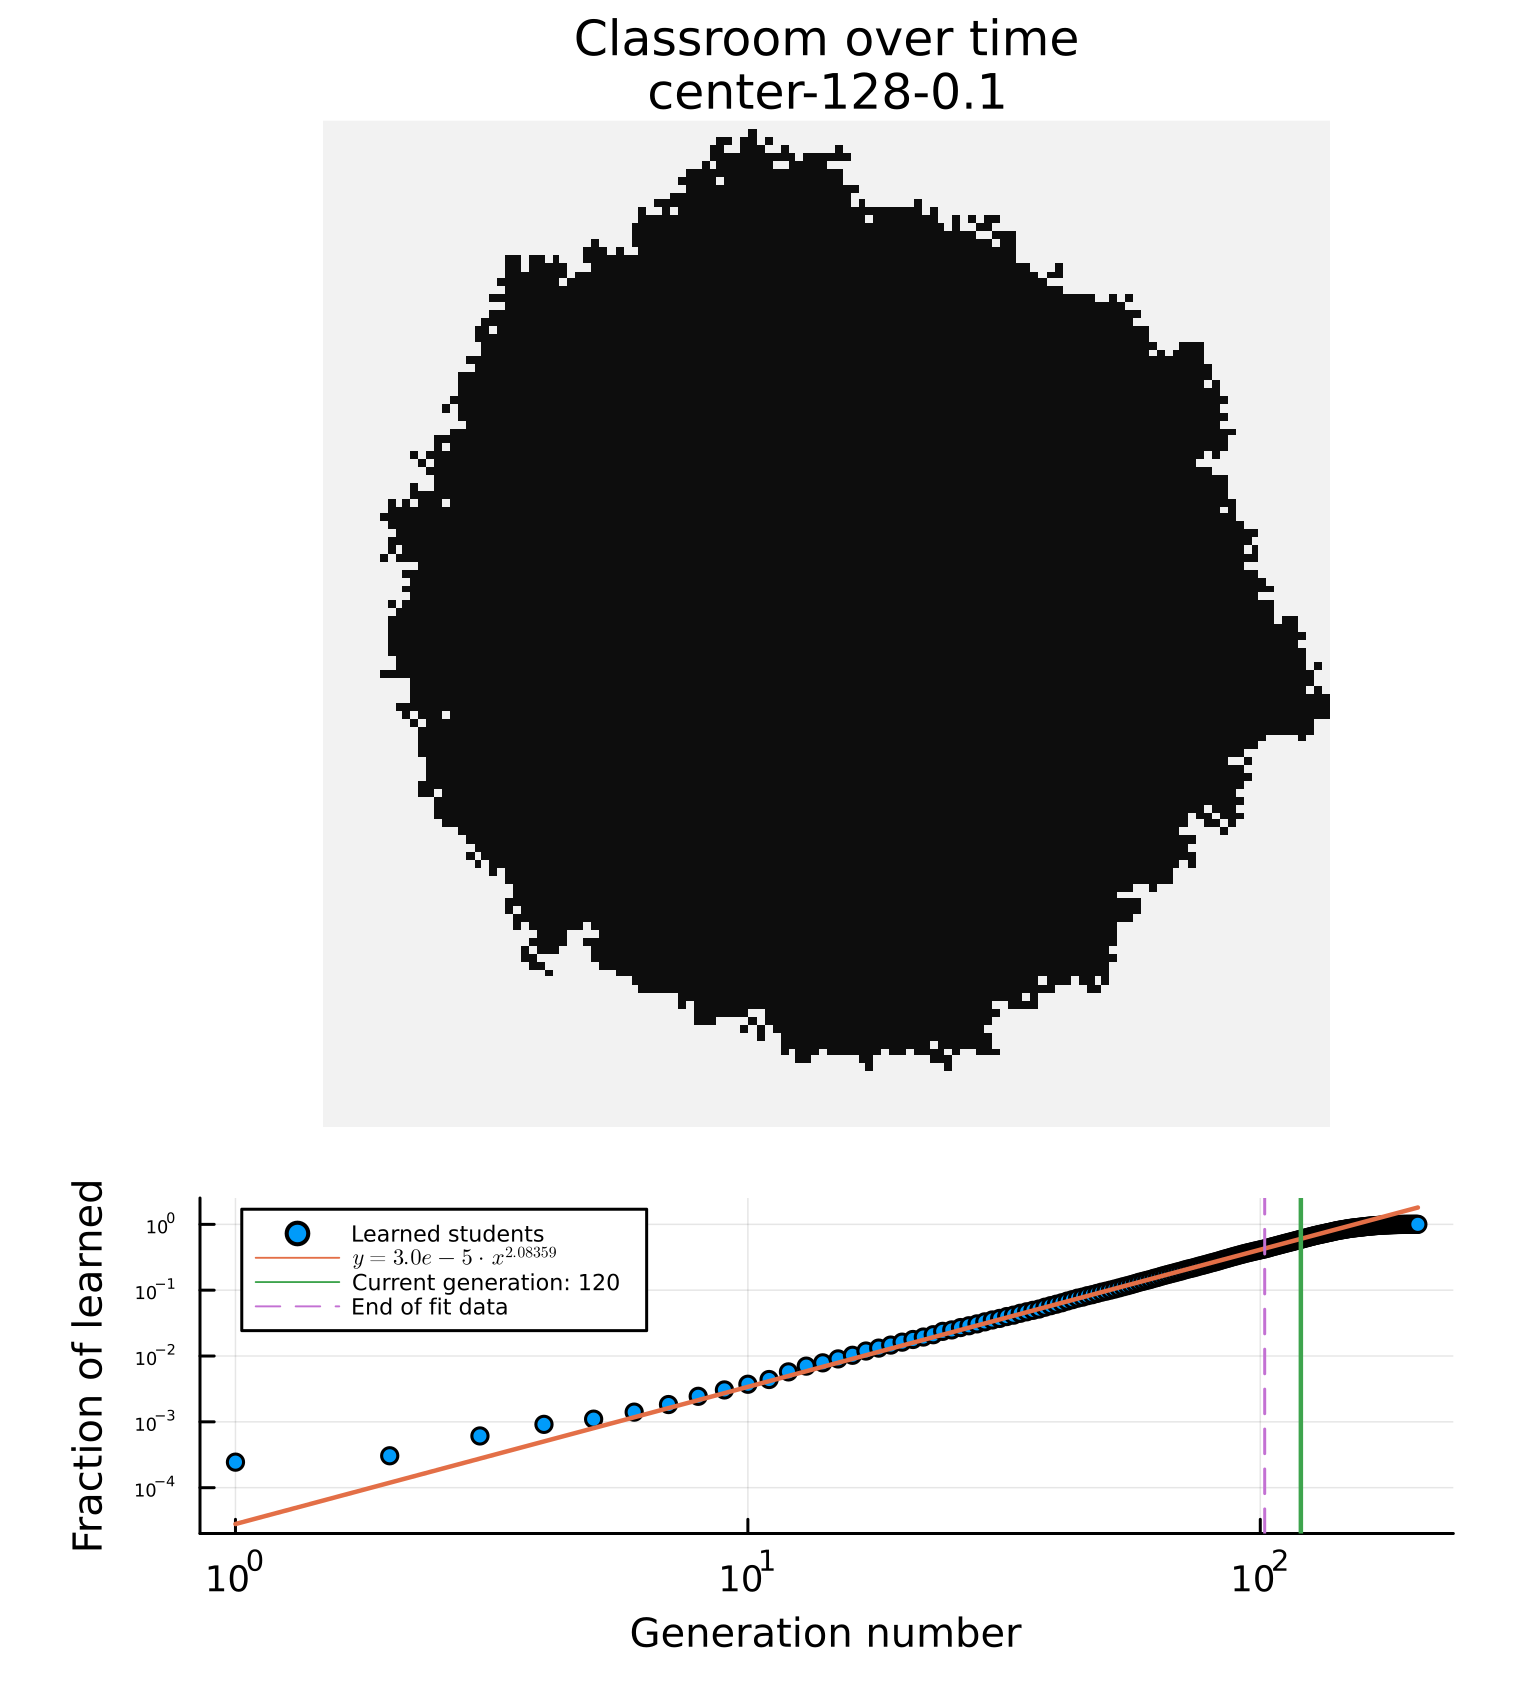 Classroom over time
center-128-0.1
Fraction of learned
10^0
10^-1
10^-2
10^-3
10^-4
Learned students
y = 3.0e − 5 · x^2.08359
Current generation: 120
End of fit data
10^0 10^1 10^2
Generation number